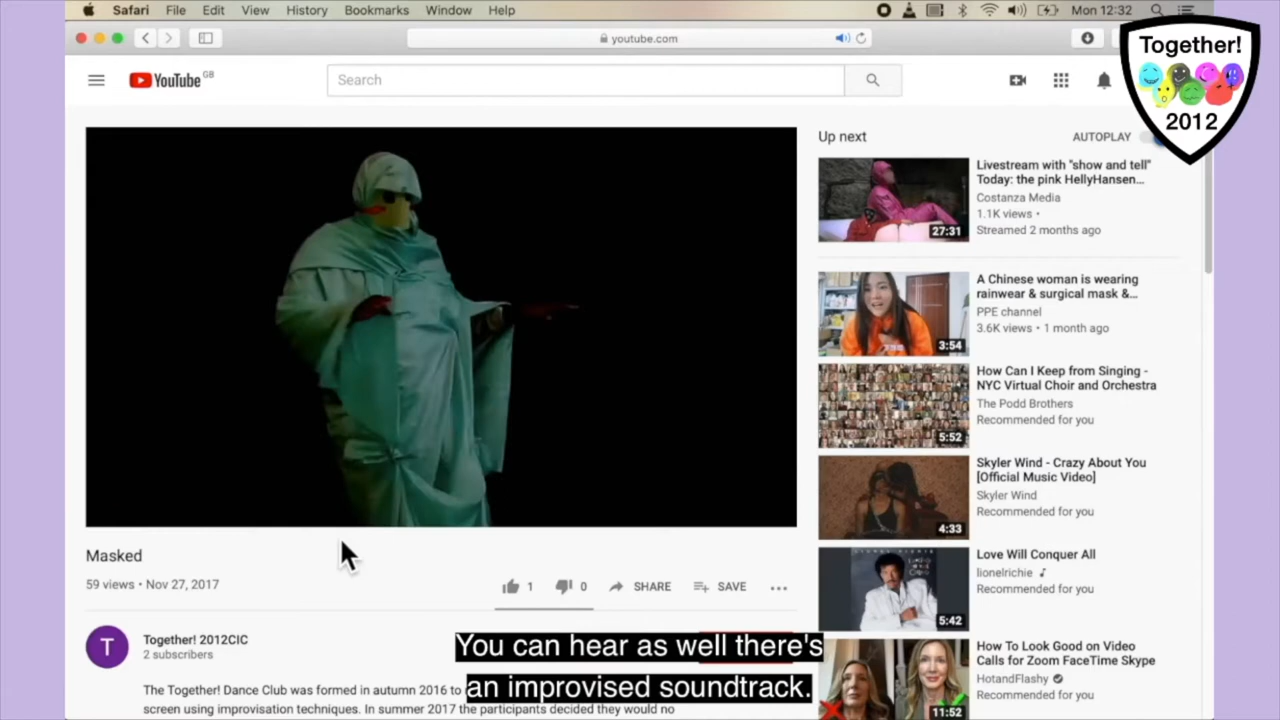 Safari File Edit View History Bookmarks Window Help
Mon 12:32
youtube.com
Together!
2012
YouTube GB
Search
Up next
AUTOPLAY
Livestream with "show and tell"
Today: the pink HellyHansen...
Costanza Media
1.1K views •
Streamed 2 months ago
27:31
A Chinese woman is wearing
rainwear & surgical mask &...
PPE channel
3.6K views • 1 month ago
3:54
How Can I Keep from Singing -
NYC Virtual Choir and Orchestra
The Podd Brothers
Recommended for you
5:52
Skyler Wind - Crazy About You
[Official Music Video]
Skyler Wind
Recommended for you
4:33
Love Will Conquer All
lionelrichie
Recommended for you
5:42
How To Look Good on Video
Calls for Zoom FaceTime Skype
HotandFlashy
Recommended for you
11:52
Masked
59 views • Nov 27, 2017
1 0 SHARE SAVE
T
Together! 2012CIC
2 subscribers
The Together! Dance Club was formed in autumn 2016 to
screen using improvisation techniques. In summer 2017 the participants decided they would no
You can hear as well there's
an improvised soundtrack.